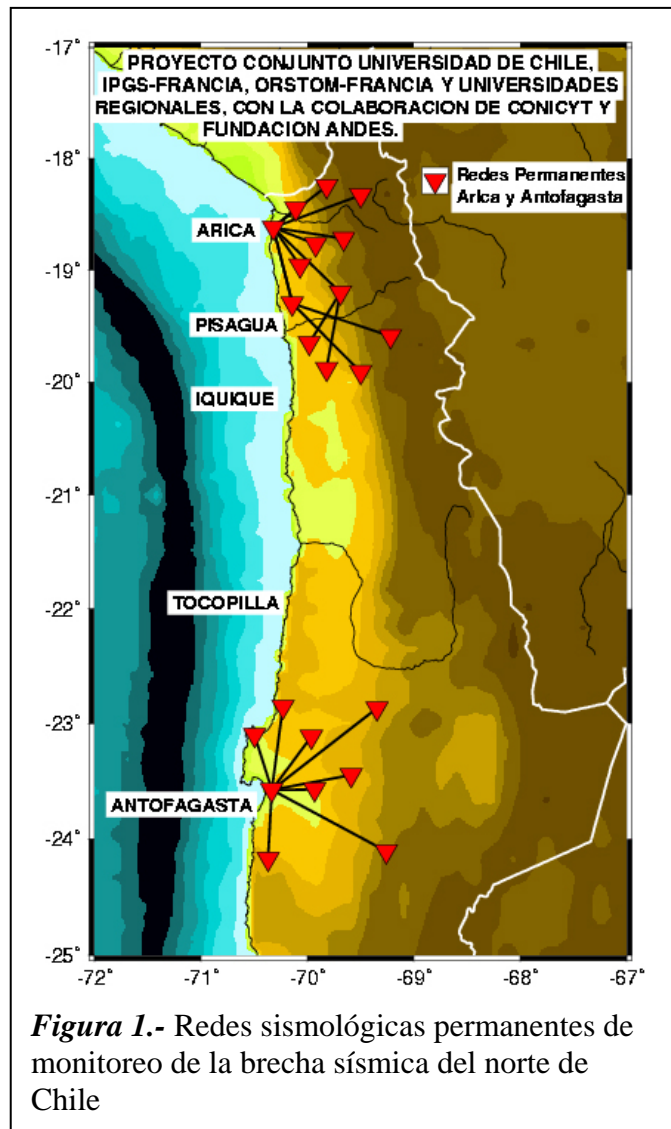 PROYECTO CONJUNTO UNIVERSIDAD DE CHILE,
IPGS-FRANCIA, ORSTOM-FRANCIA Y UNIVERSIDADES
REGIONALES, CON LA COLABORACION DE CONICYT Y
FUNDACION ANDES.
Redes Permanentes
Arica y Antofagasta
-17°
-18°
ARICA
-19°
PISAGUA
-20°
IQUIQUE
-21°
TOCOPILLA
-22°
-23°
ANTOFAGASTA
-24°
-25°
-72° -71° -70° -69° -68° -67°
Figura 1.- Redes sismológicas permanentes de
monitoreo de la brecha sísmica del norte de
Chile